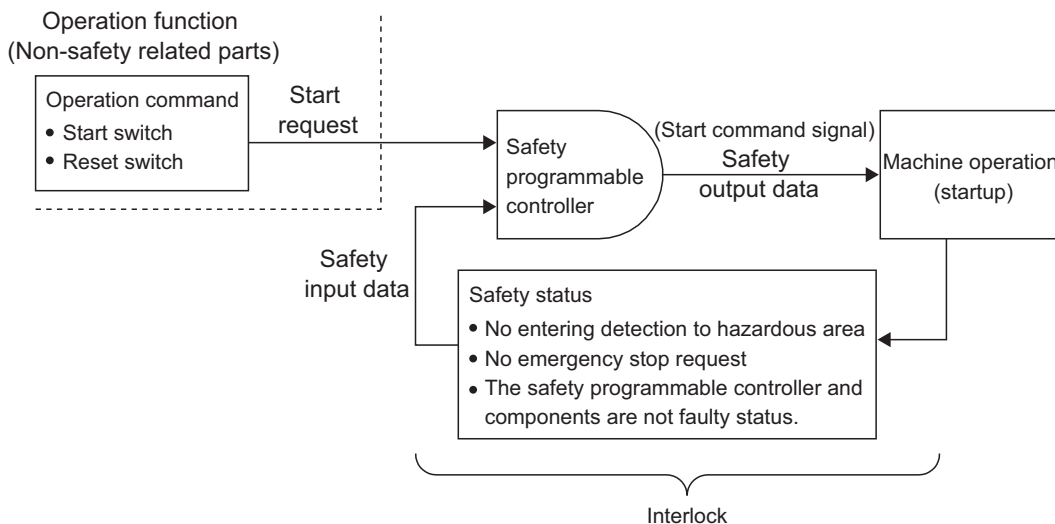 Operation function
(Non-safety related parts)
Operation command
• Start switch
• Reset switch
Start
request
Safety
programmable
controller
(Start command signal)
Safety
output data
Machine operation
(startup)
Safety
input data
Safety status
• No entering detection to hazardous area
• No emergency stop request
• The safety programmable controller and
components are not faulty status.
Interlock